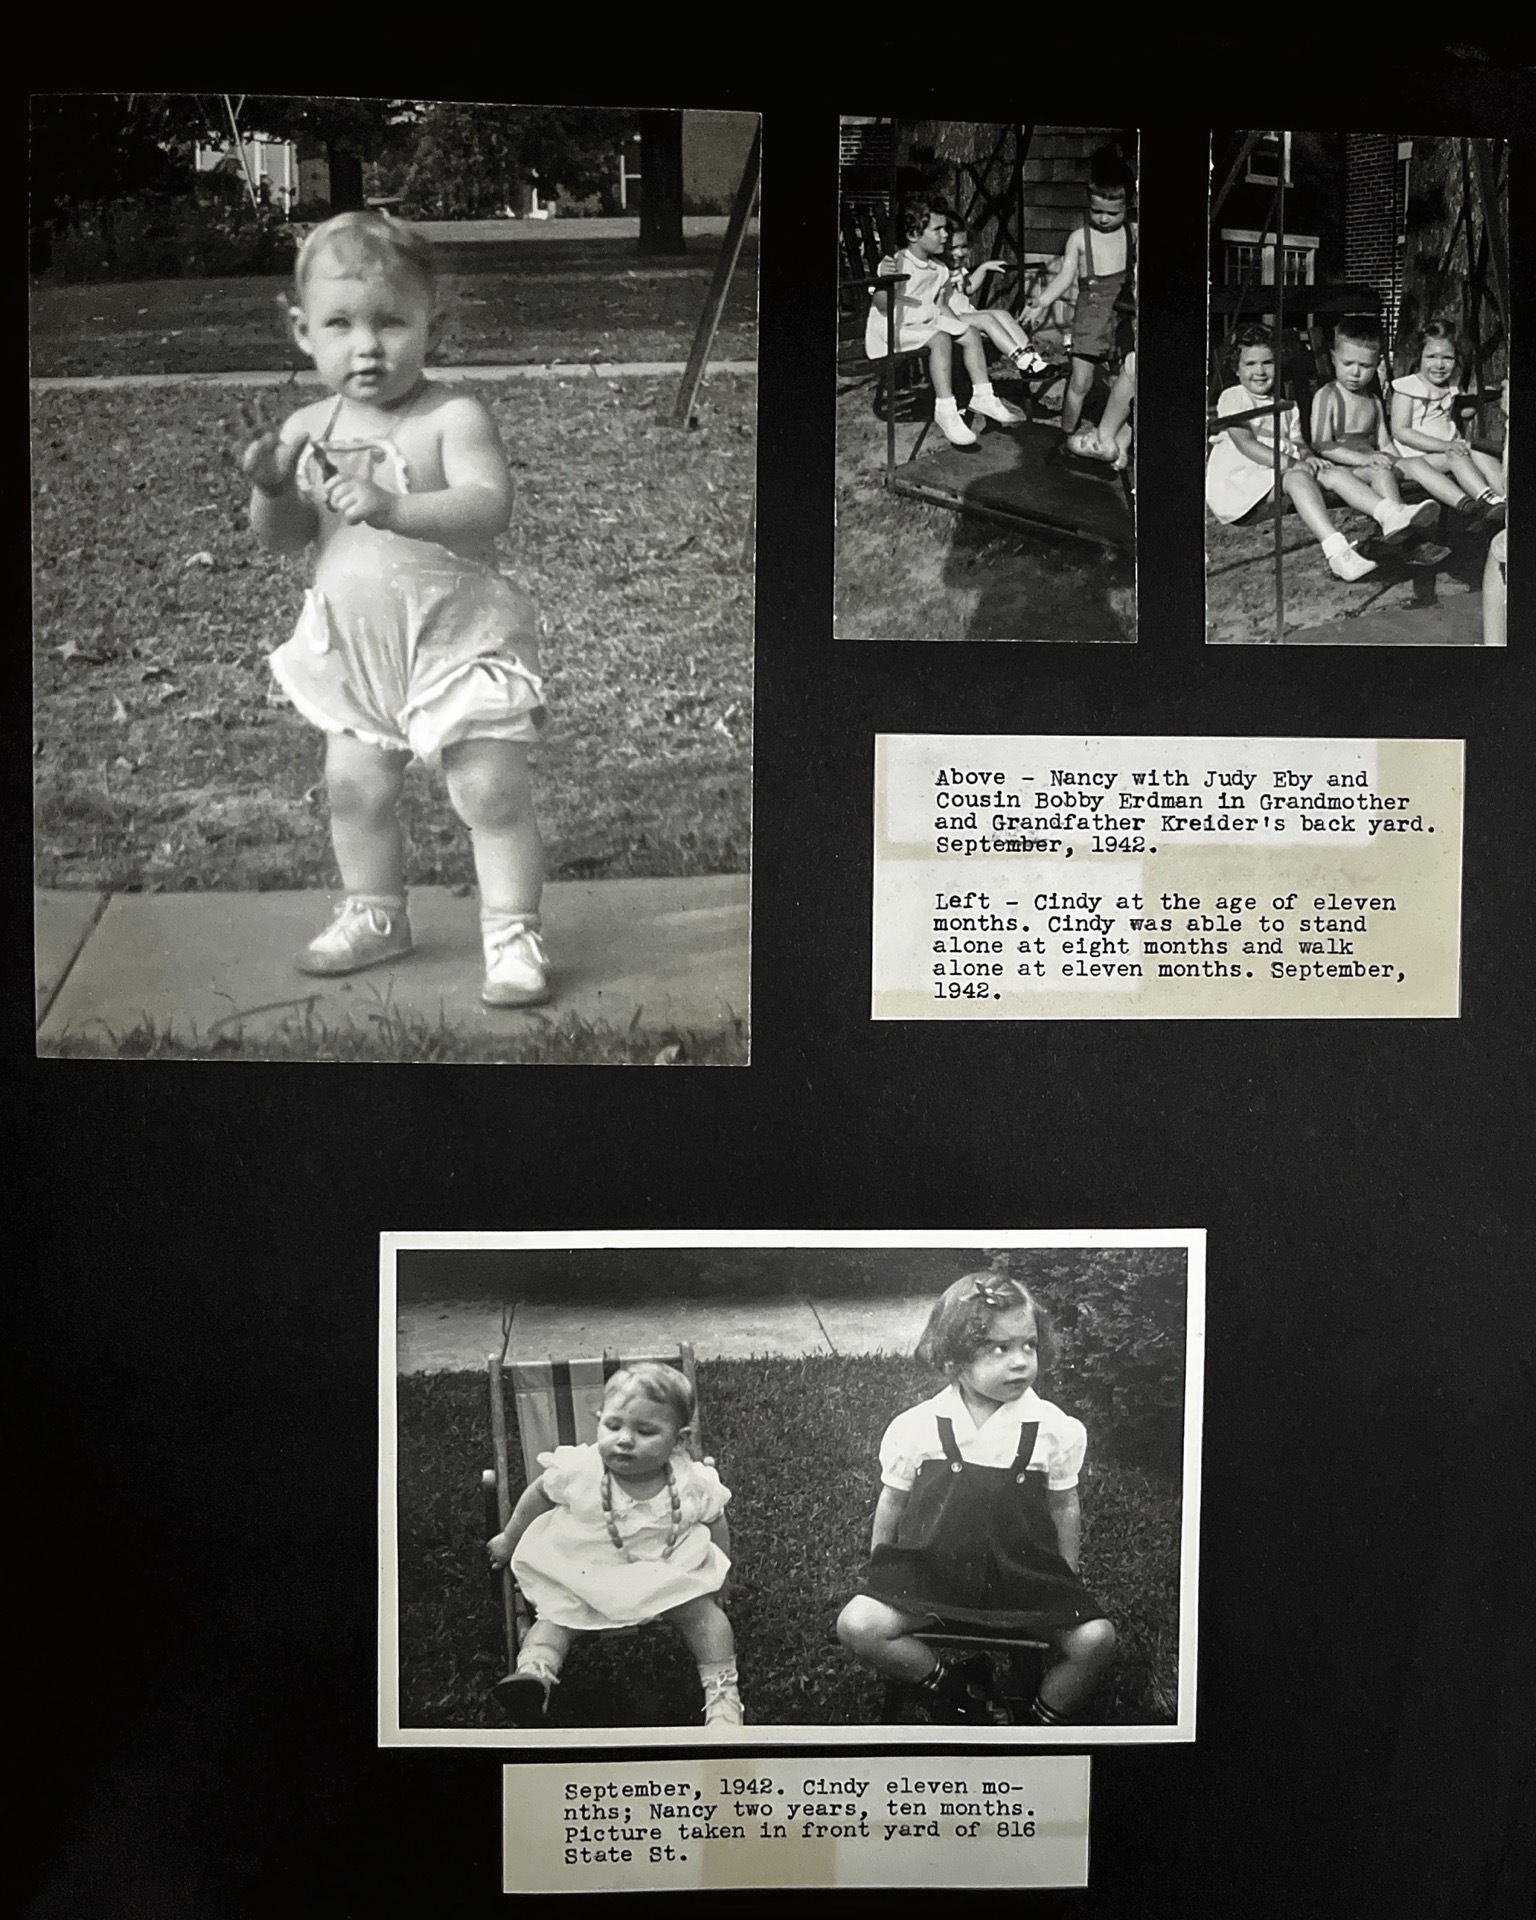 Above - Nancy with Judy Eby and
Cousin Bobby Erdman in Grandmother
and Grandfather Kreider's back yard.
September, 1942.
Left - Cindy at the age of eleven
months. Cindy was able to stand
alone at eight months and walk
alone at eleven months. September,
1942.
September, 1942. Cindy eleven mo-
nths; Nancy two years, ten months.
Picture taken in front yard of 816
State St.